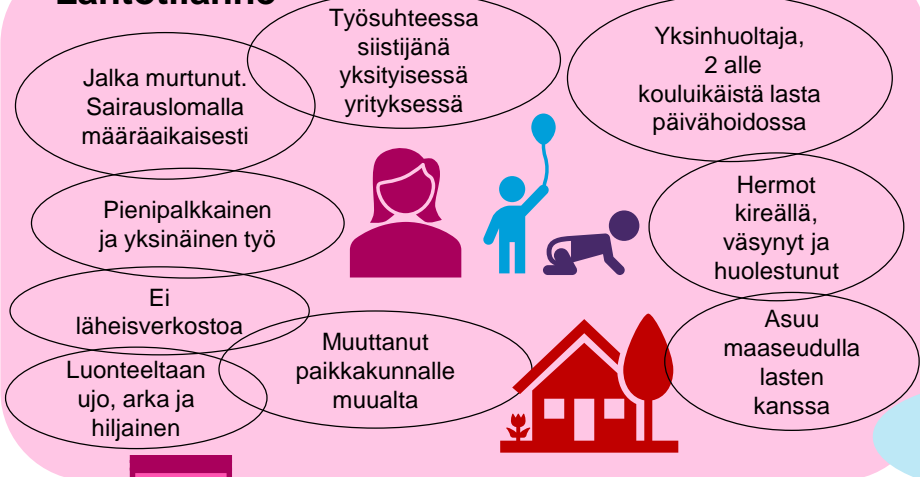 Lähtötilanne
Työsuhteessa
siistijänä
yksityisessä
yrityksessä
Yksinhuoltaja,
2 alle
kouluikäistä lasta
päivähoidossa
Jalka murtunut.
Sairauslomalla
määräaikaisesti
Pienipalkkainen
ja yksinäinen työ
Hermot
kireällä,
väsynyt ja
huolestunut
Ei
läheisverkostoa
Muuttanut
paikkakunnalle
muualta
Asuu
maaseudulla
lasten
kanssa
Luonteeltaan
ujo, arka ja
hiljainen